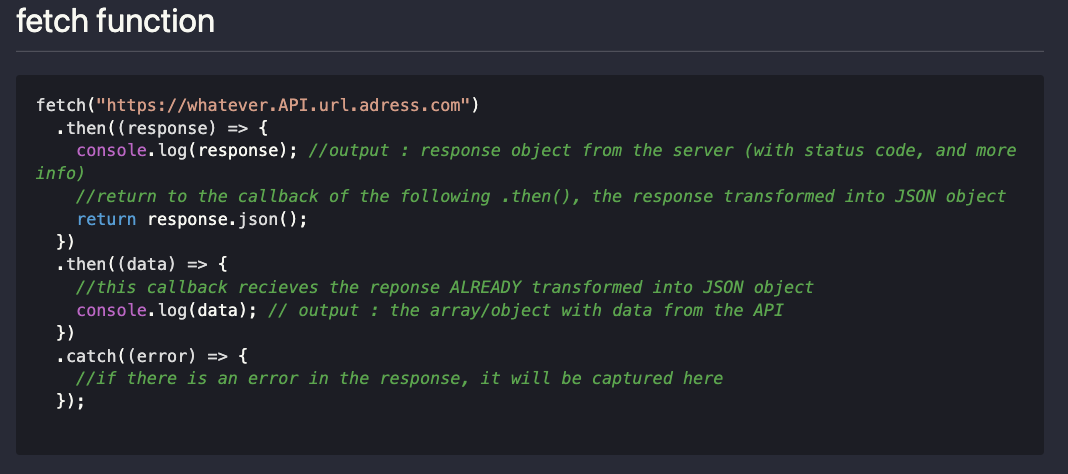 fetch function
fetch("https://whatever.API.url.adress.com")
.then((response) => {
console.log(response); //output : response object from the server (with status code, and more
info)
//return to the callback of the following .then(), the response transformed into JSON object
return response.json();
})
.then((data) => {
//this callback recieves the reponse ALREADY transformed into JSON object
console.log(data); // output : the array/object with data from the API
})
.catch((error) => {
//if there is an error in the response, it will be captured here
});